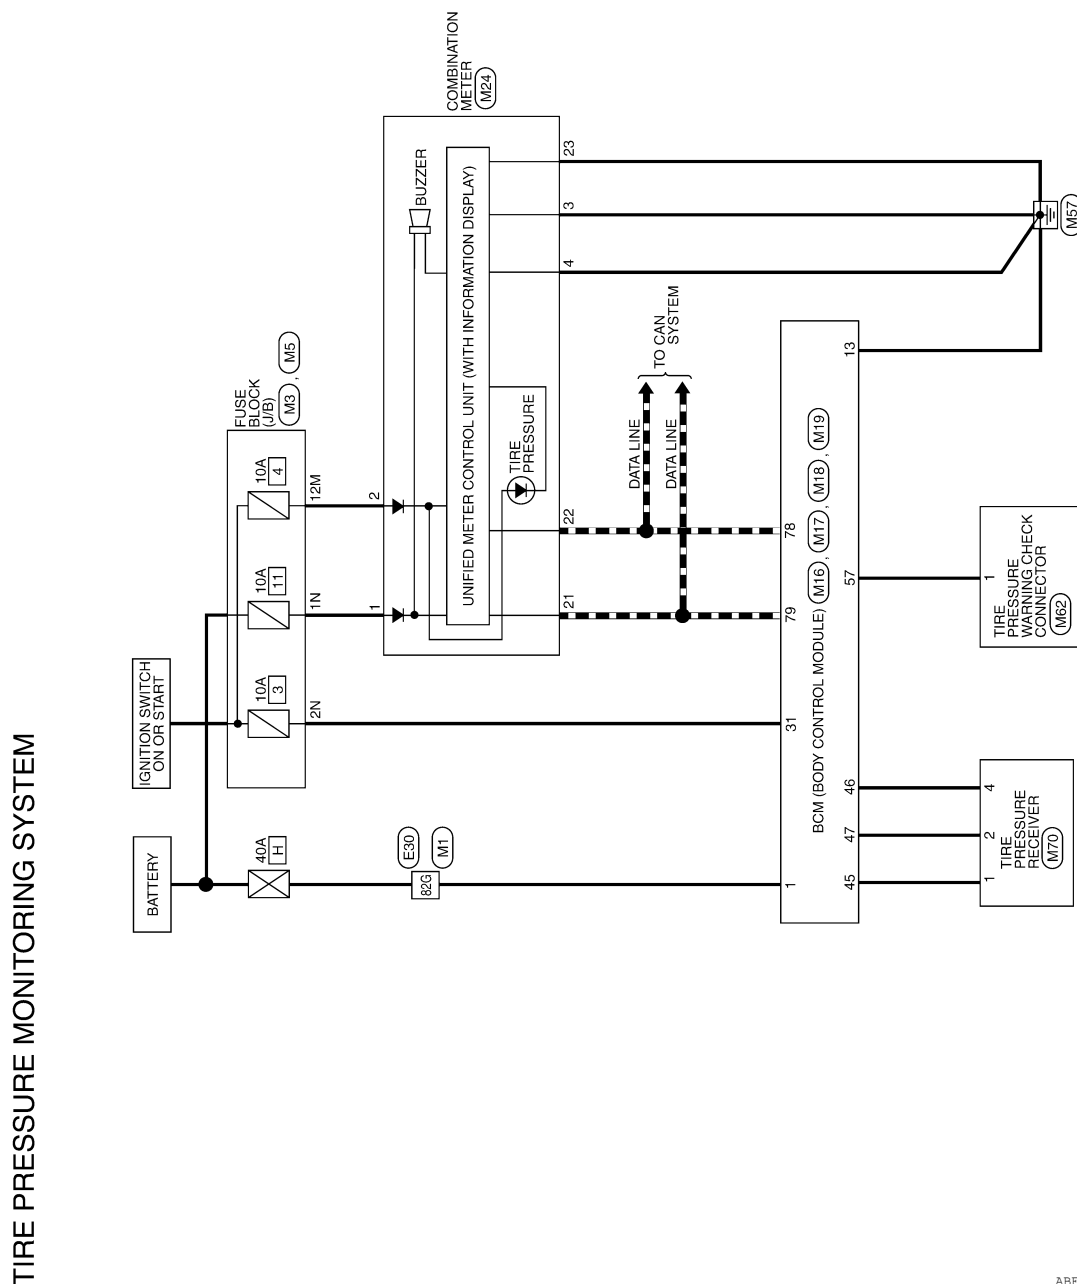 TIRE PRESSURE MONITORING SYSTEM
BATTERY
IGNITION SWITCH
ON OR START
FUSE
BLOCK
(J/B)
M3 , M5
40A
H
10A
3
10A
11
10A
4
2N
1N
12M
E30
M1
82G
COMBINATION
METER
M24
1
2
BUZZER
UNIFIED METER CONTROL UNIT (WITH INFORMATION DISPLAY)
TIRE
PRESSURE
21
22
4
3
23
DATA LINE
DATA LINE
TO CAN
SYSTEM
1
31
79
78
BCM (BODY CONTROL MODULE) M16 , M17 , M18 , M19
45
47
46
57
13
1
2
4
TIRE
PRESSURE
RECEIVER
M70
1
TIRE
PRESSURE
WARNING CHECK
CONNECTOR
M62
M57